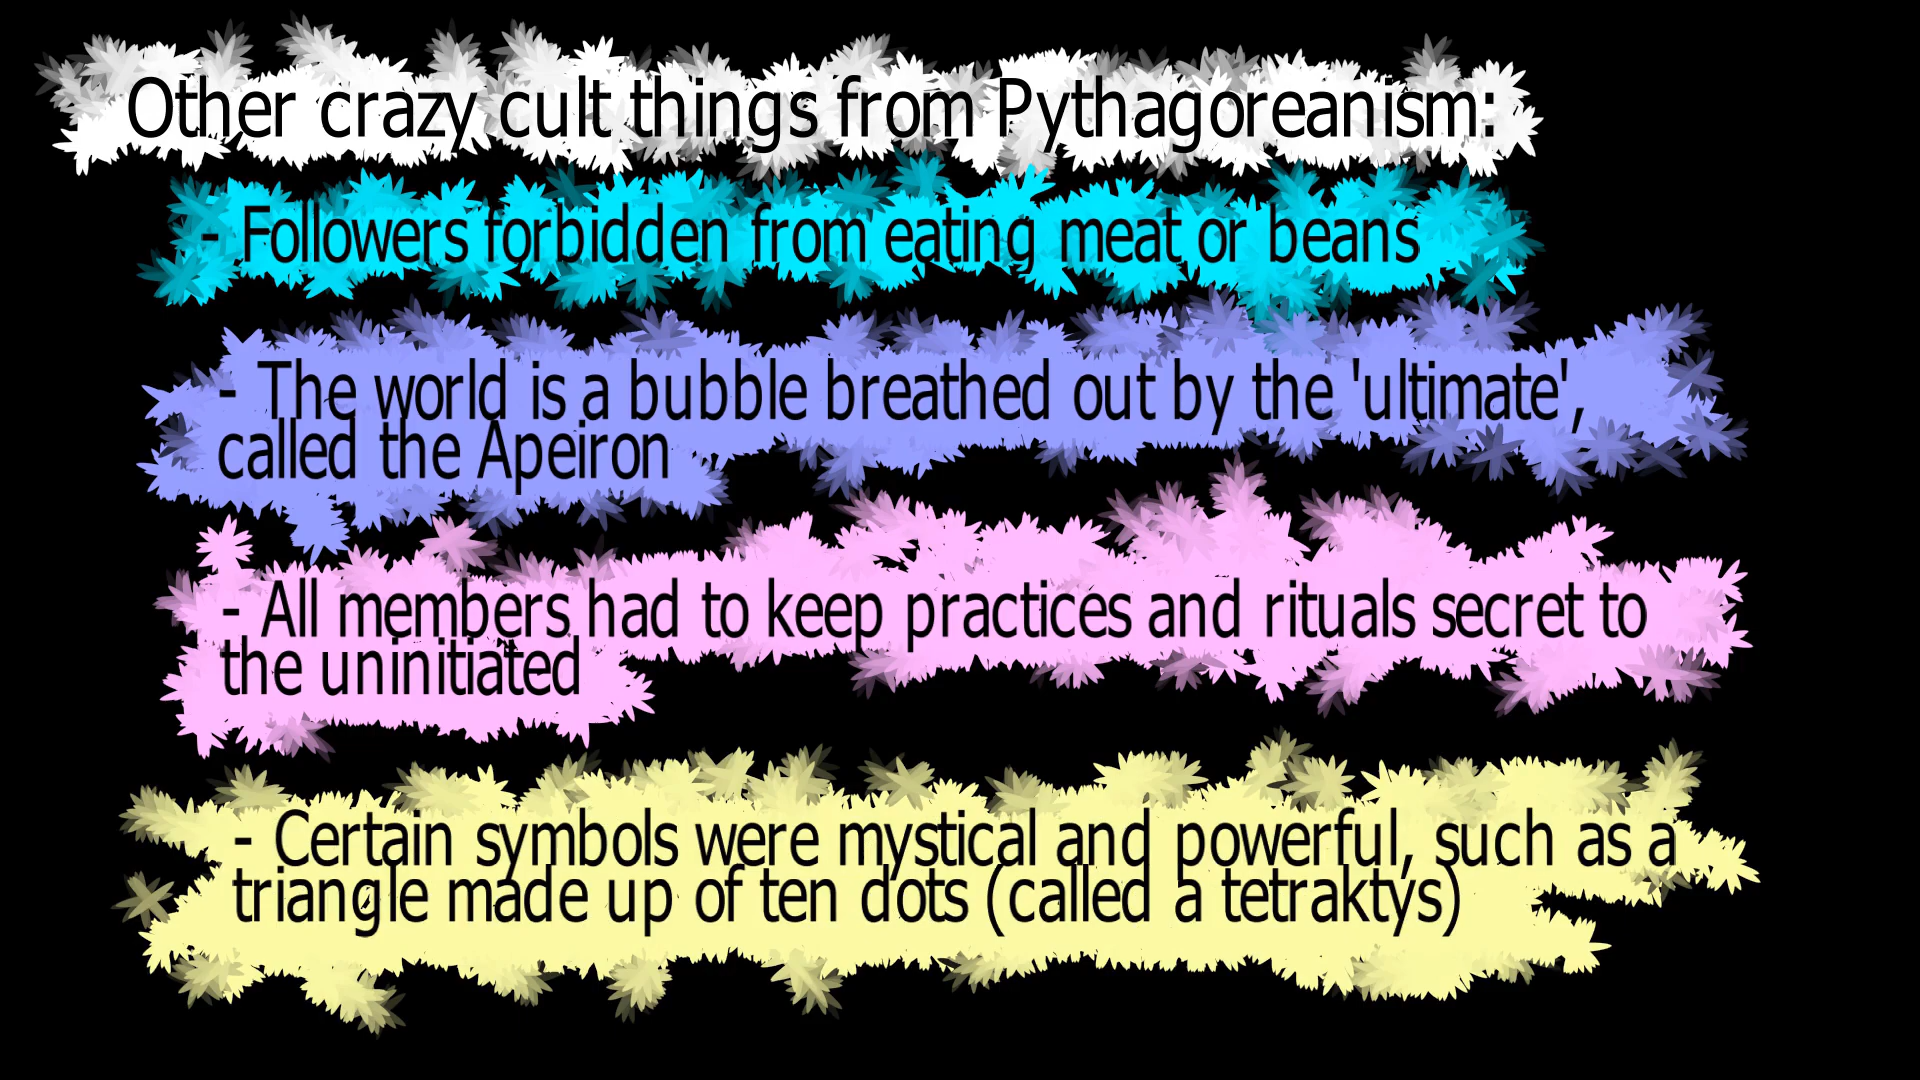 Other crazy cult things from Pythagoreanism:
- Followers forbidden from eating meat or beans
- The world is a bubble breathed out by the 'ultimate',
called the Apeiron
- All members had to keep practices and rituals secret to
the uninitiated
- Certain symbols were mystical and powerful, such as a
triangle made up of ten dots (called a tetraktys)